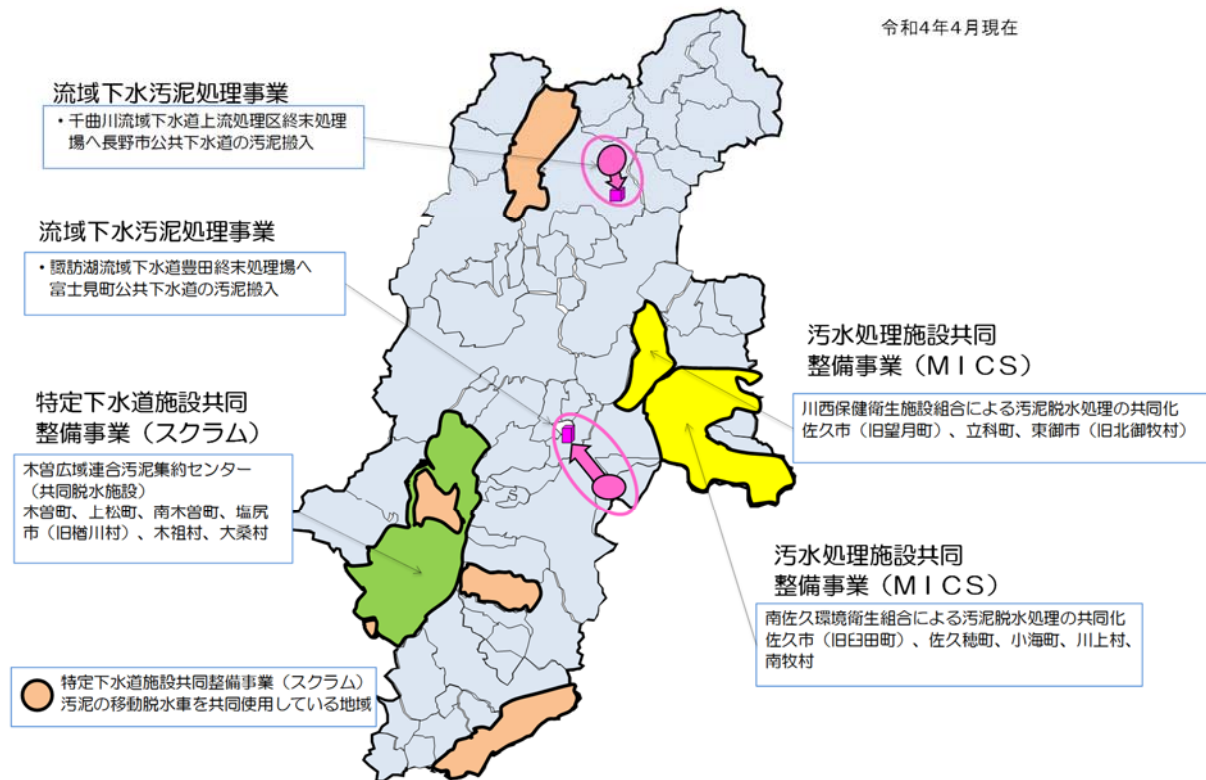 令和4年4月現在
流域下水汚泥処理事業
・千曲川流域下水道上流処理区終末処理
場へ長野市公共下水道の汚泥搬入
流域下水汚泥処理事業
・諏訪湖流域下水道豊田終末処理場へ
富士見町公共下水道の汚泥搬入
特定下水道施設共同
整備事業（スクラム）
木曽広域連合汚泥集約センター
（共同脱水施設）
木曽町、上松町、南木曽町、塩尻
市（旧楢川村）、木祖村、大桑村
汚水処理施設共同
整備事業（ＭＩＣＳ）
川西保健衛生施設組合による汚泥脱水処理の共同化
佐久市（旧望月町）、立科町、東御市（旧北御牧村）
汚水処理施設共同
整備事業（ＭＩＣＳ）
南佐久環境衛生組合による汚泥脱水処理の共同化
佐久市（旧臼田町）、佐久穂町、小海町、川上村、
南牧村
特定下水道施設共同整備事業（スクラム）
汚泥の移動脱水車を共同使用している地域